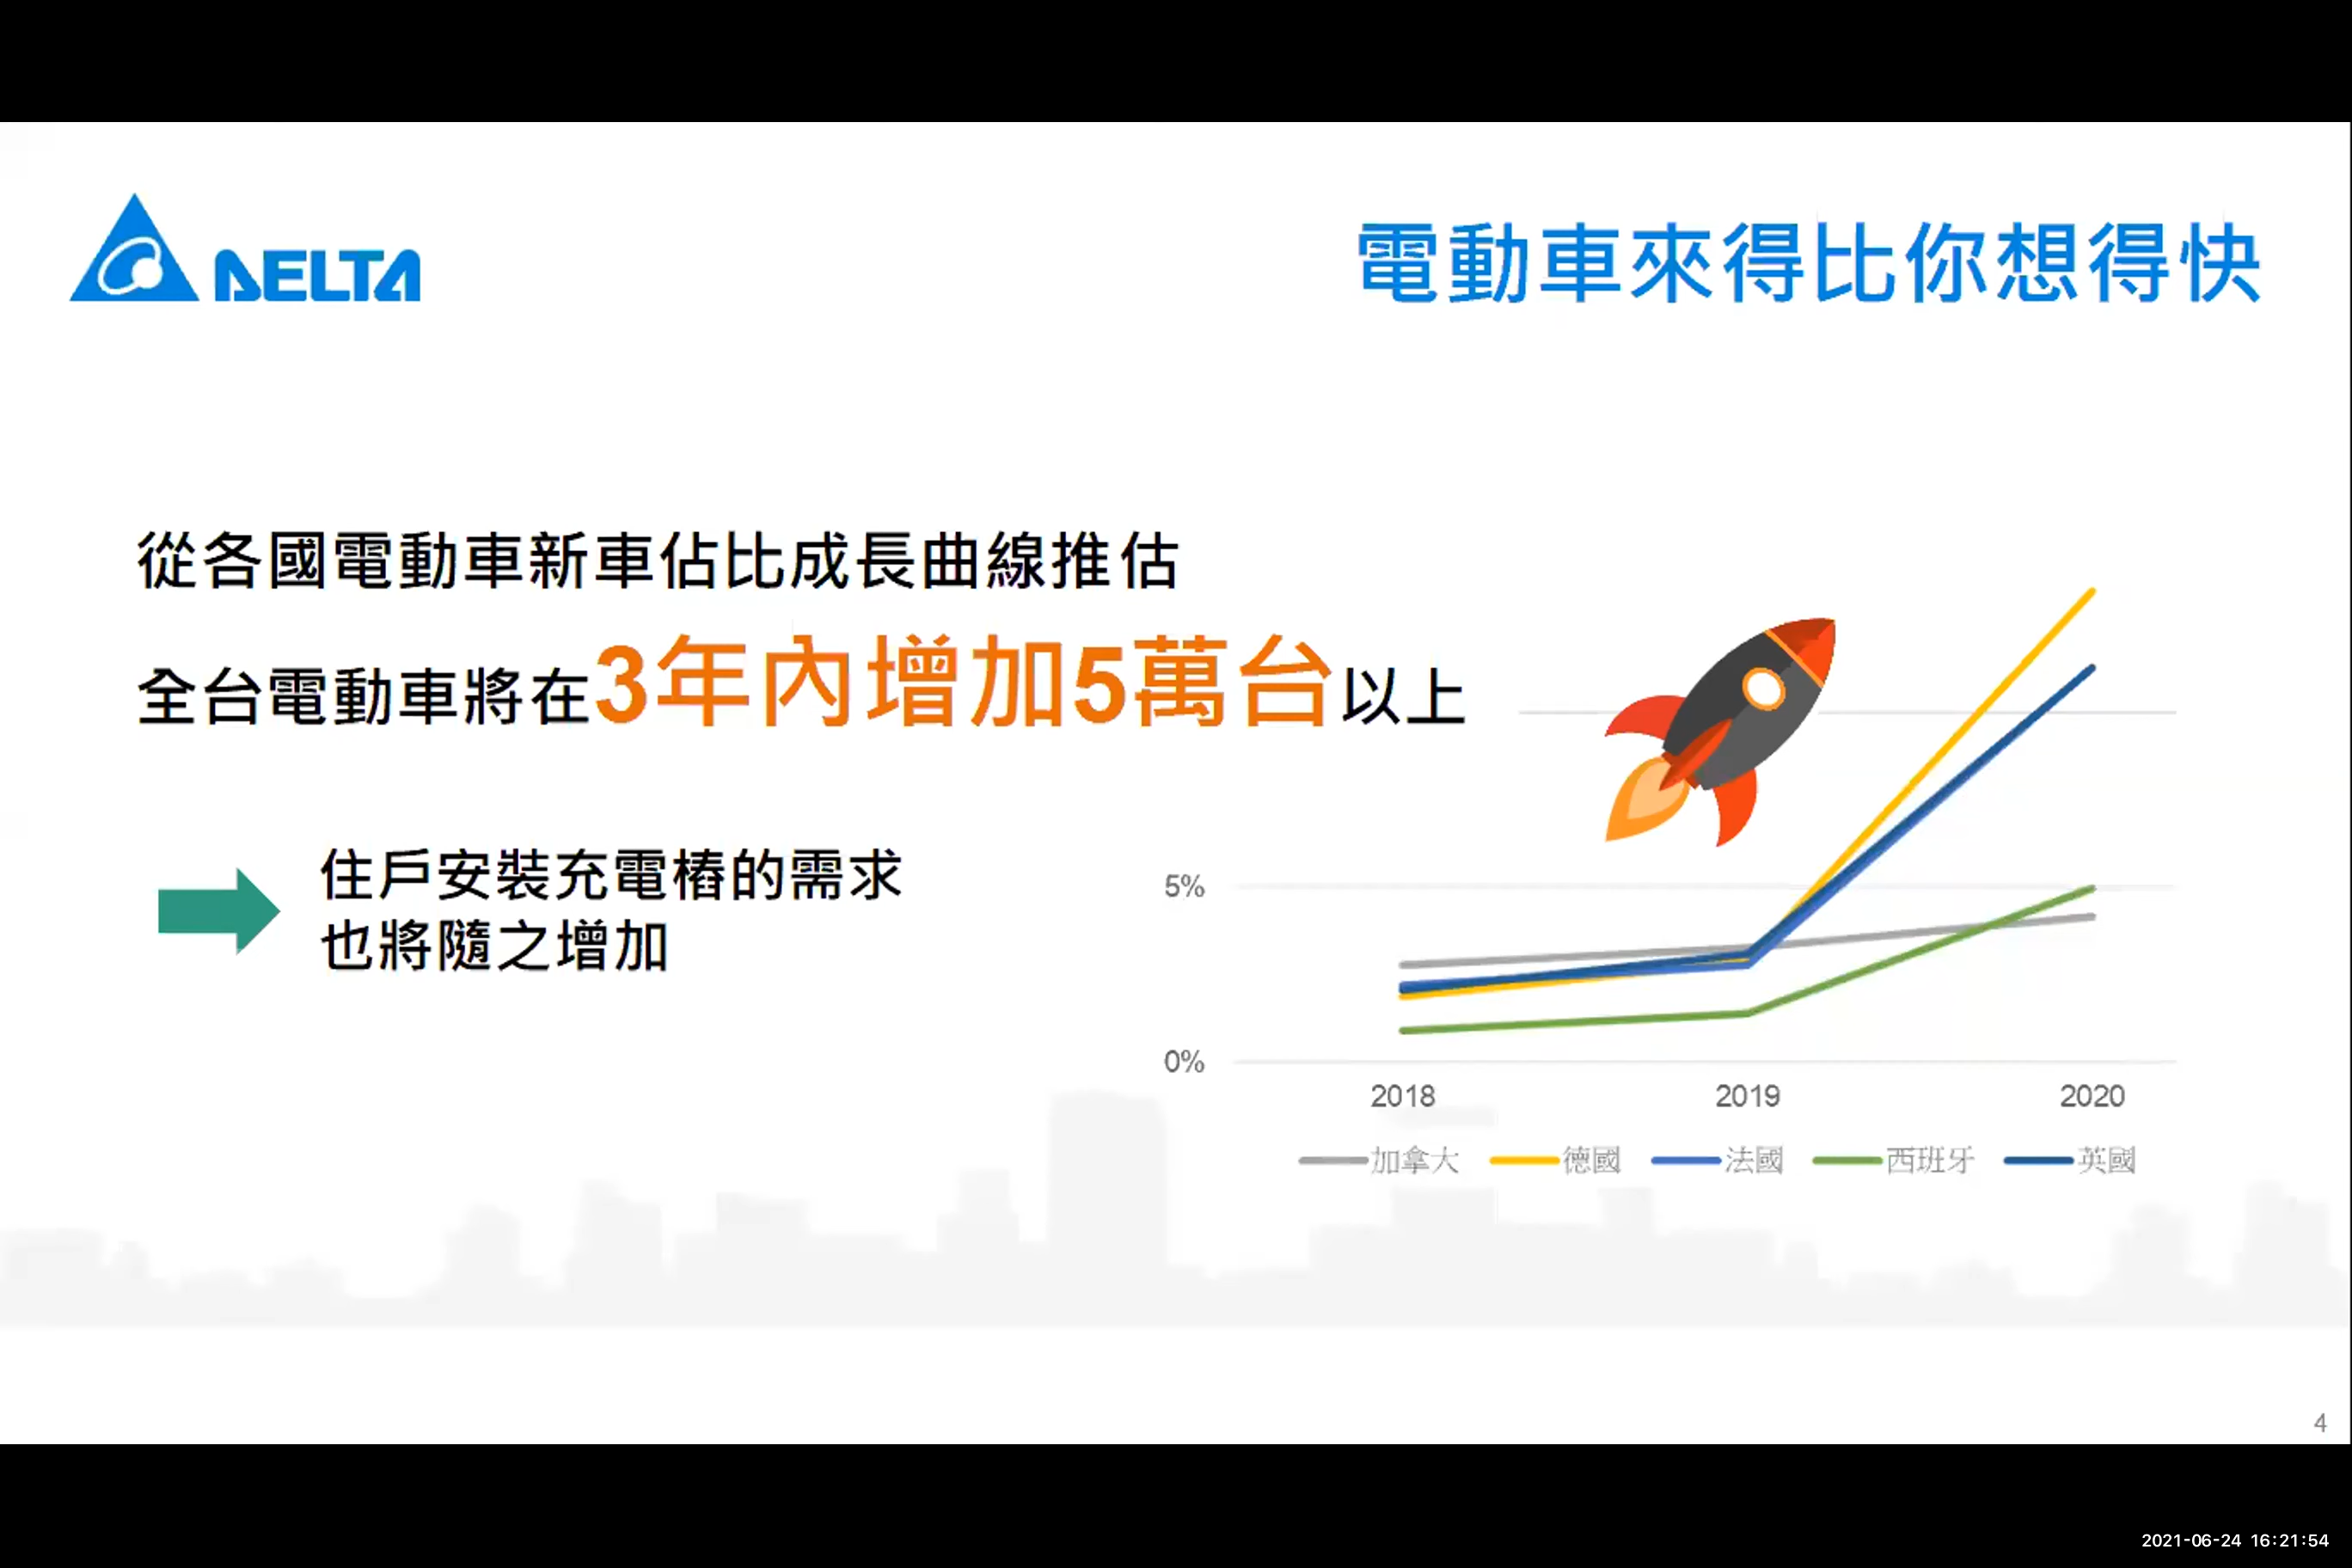 DELTA
電動車來得比你想得快
從各國電動車新車佔比成長曲線推估
全台電動車將在3年內增加5萬台以上
住戶安裝充電樁的需求
也將隨之增加
5%
0%
2018 2019 2020
加拿大 德國 法國 西班牙 英國
4
2021-06-24 16:21:54